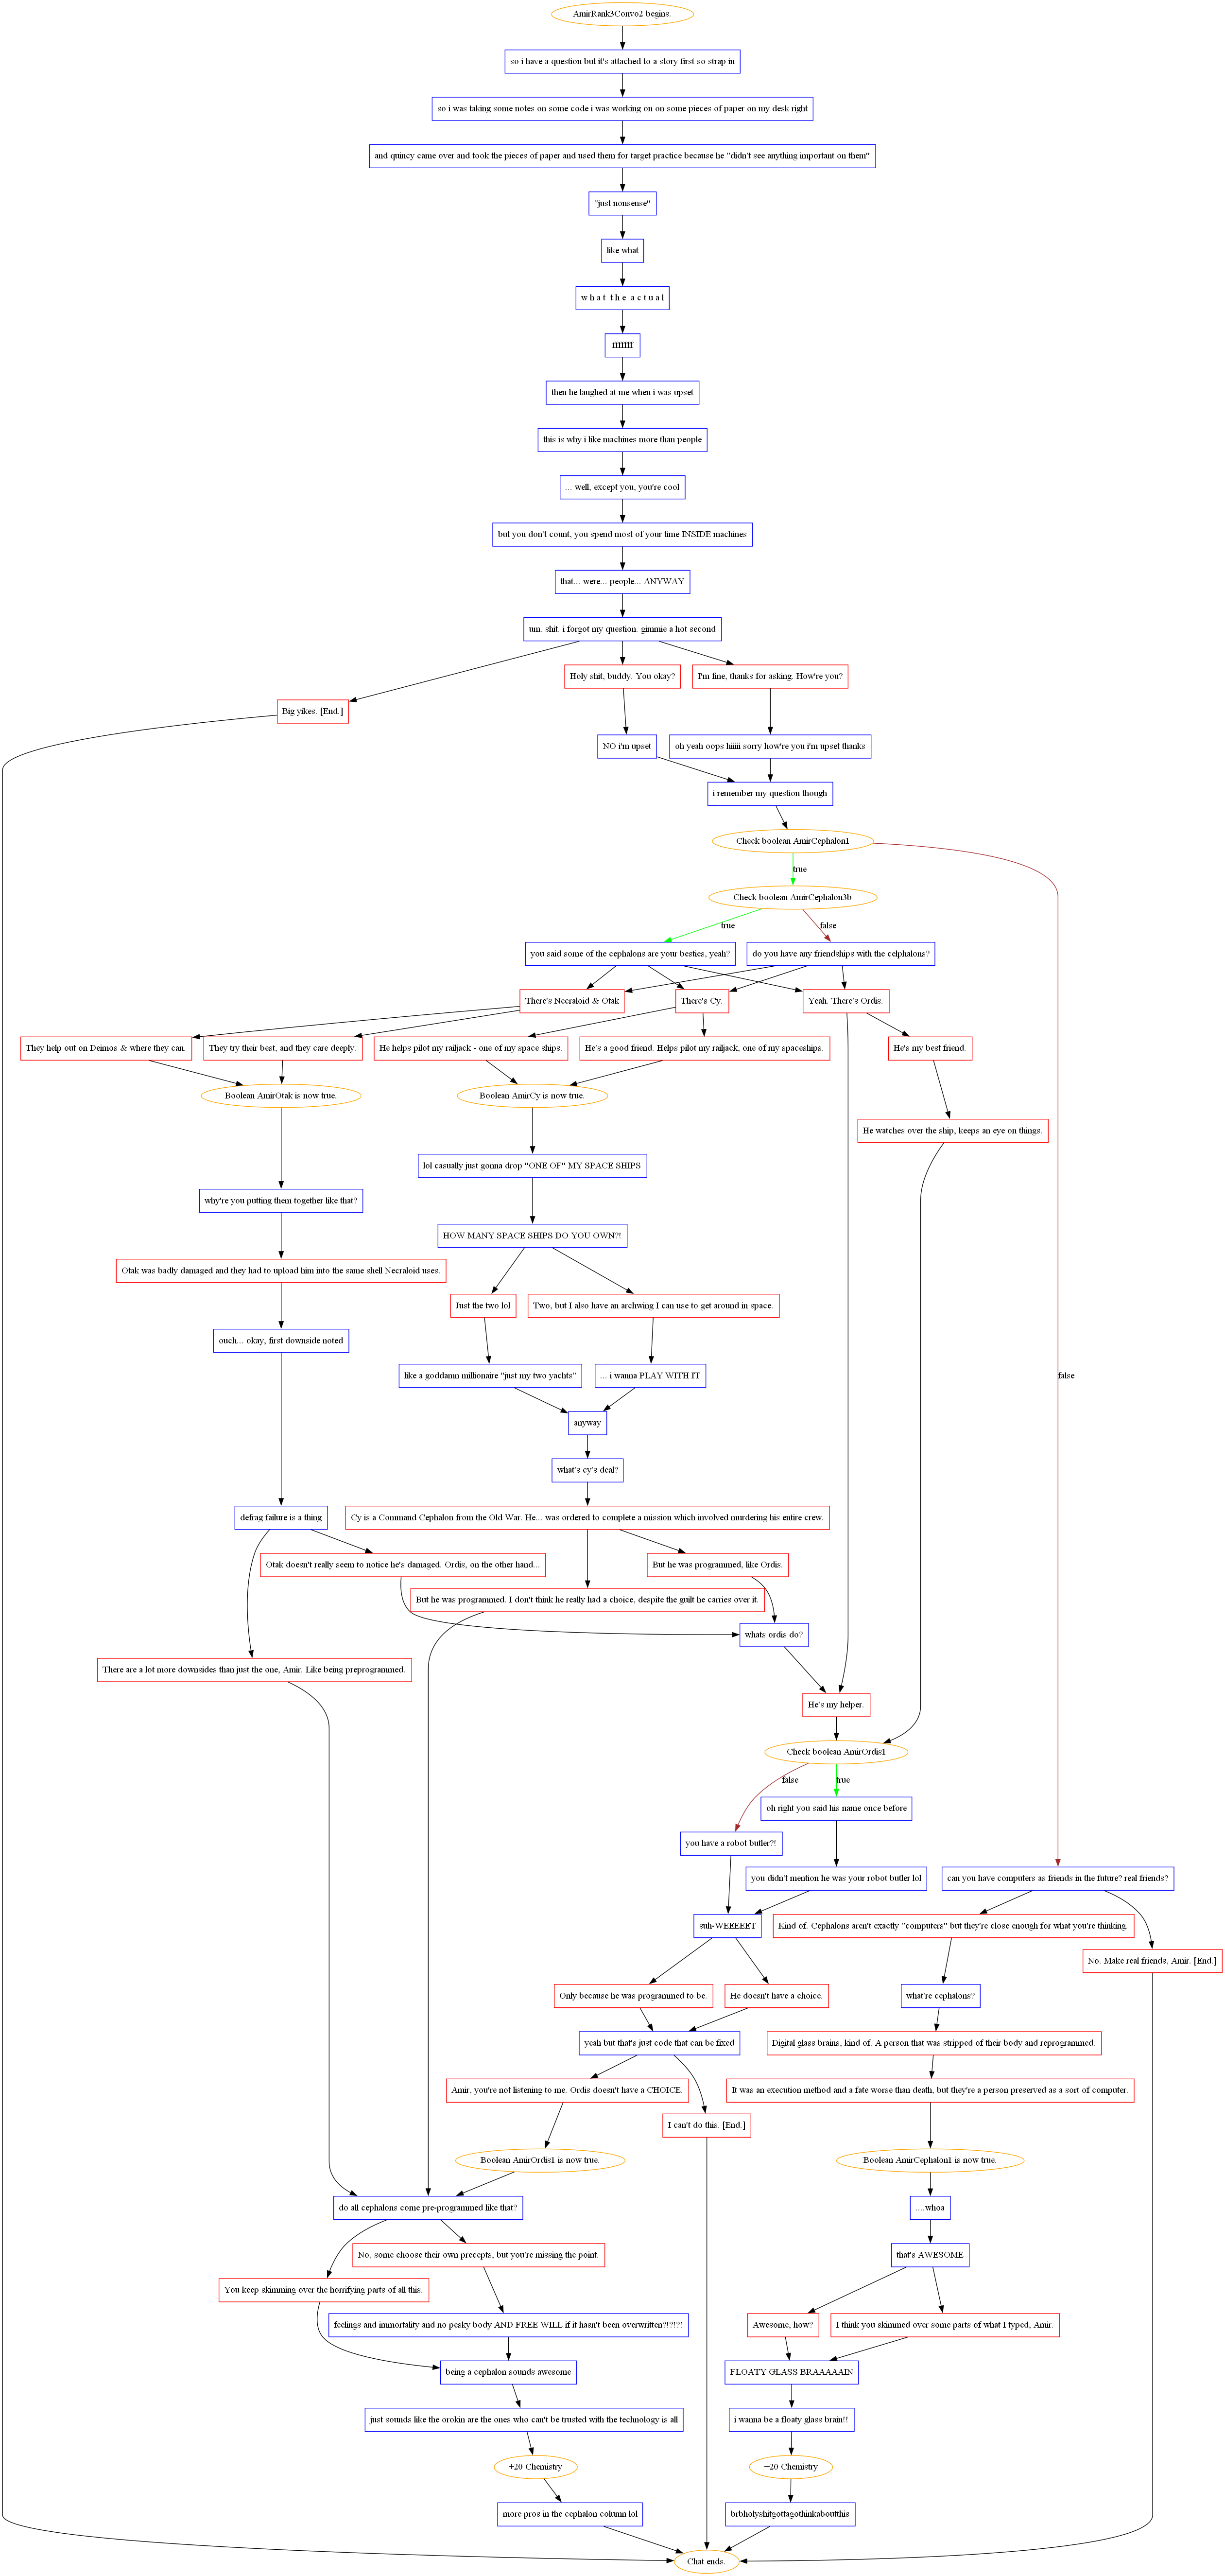 AmirRank3Convo2 begins.
so i have a question but it's attached to a story first so strap in
so i was taking some notes on some code i was working on on some pieces of paper on my desk right
and quincy came over and took the pieces of paper and used them for target practice because he "didn't see anything important on them"
"just nonsense"
like what
w h a t  t h e  a c t u a l
fffffff
then he laughed at me when i was upset
this is why i like machines more than people
... well, except you, you're cool
but you don't count, you spend most of your time INSIDE machines
that... were... people... ANYWAY
um. shit. i forgot my question. gimmie a hot second
Holy shit, buddy. You okay?
I'm fine, thanks for asking. How're you?
Big yikes. [End.]
NO i'm upset
oh yeah oops hiiiii sorry how're you i'm upset thanks
i remember my question though
Check boolean AmirCephalon1
true
Check boolean AmirCephalon3b
true
false
you said some of the cephalons are your besties, yeah?
do you have any friendships with the celphalons?
There's Necraloid & Otak
There's Cy.
Yeah. There's Ordis.
They help out on Deimos & where they can.
They try their best, and they care deeply.
He helps pilot my railjack - one of my space ships.
He's a good friend. Helps pilot my railjack, one of my spaceships.
He's my best friend.
Boolean AmirOtak is now true.
Boolean AmirCy is now true.
He watches over the ship, keeps an eye on things.
lol casually just gonna drop "ONE OF" MY SPACE SHIPS
why're you putting them together like that?
HOW MANY SPACE SHIPS DO YOU OWN?!
Otak was badly damaged and they had to upload him into the same shell Necraloid uses.
Just the two lol
Two, but I also have an archwing I can use to get around in space.
ouch... okay, first downside noted
like a goddamn millionaire "just my two yachts"
... i wanna PLAY WITH IT
false
anyway
what's cy's deal?
defrag failure is a thing
Cy is a Command Cephalon from the Old War. He... was ordered to complete a mission which involved murdering his entire crew.
Otak doesn't really seem to notice he's damaged. Ordis, on the other hand...
But he was programmed, like Ordis.
But he was programmed. I don't think he really had a choice, despite the guilt he carries over it.
whats ordis do?
There are a lot more downsides than just the one, Amir. Like being preprogrammed.
He's my helper.
Check boolean AmirOrdis1
false
true
oh right you said his name once before
you have a robot butler?!
you didn't mention he was your robot butler lol
can you have computers as friends in the future? real friends?
suh-WEEEEET
Kind of. Cephalons aren't exactly "computers" but they're close enough for what you're thinking.
No. Make real friends, Amir. [End.]
Only because he was programmed to be.
He doesn't have a choice.
what're cephalons?
yeah but that's just code that can be fixed
Digital glass brains, kind of. A person that was stripped of their body and reprogrammed.
Amir, you're not listening to me. Ordis doesn't have a CHOICE.
It was an execution method and a fate worse than death, but they're a person preserved as a sort of computer.
I can't do this. [End.]
Boolean AmirOrdis1 is now true.
Boolean AmirCephalon1 is now true.
do all cephalons come pre-programmed like that?
....whoa
No, some choose their own precepts, but you're missing the point.
that's AWESOME
You keep skimming over the horrifying parts of all this.
feelings and immortality and no pesky body AND FREE WILL if it hasn't been overwritten?!?!?!
Awesome, how?
I think you skimmed over some parts of what I typed, Amir.
being a cephalon sounds awesome
FLOATY GLASS BRAAAAAIN
just sounds like the orokin are the ones who can't be trusted with the technology is all
i wanna be a floaty glass brain!!
+20 Chemistry
+20 Chemistry
more pros in the cephalon column lol
brbholyshitgottagothinkaboutthis
Chat ends.